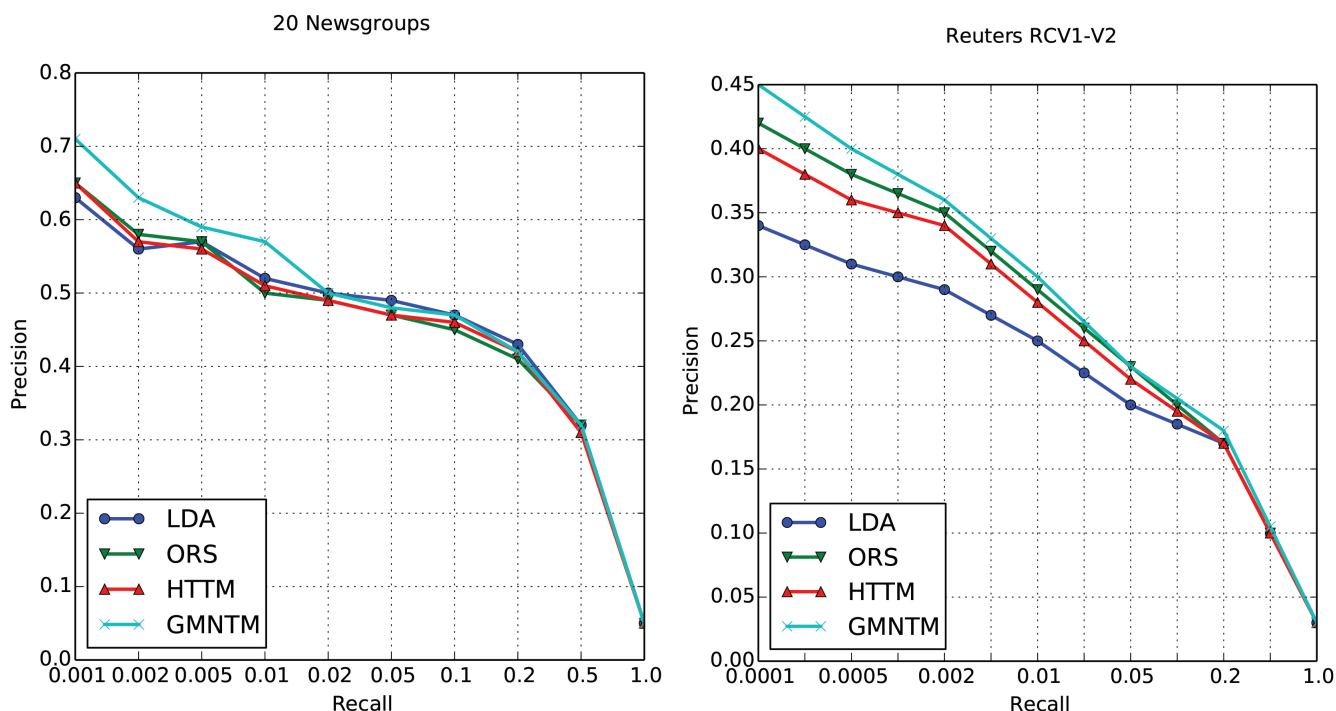 20 Newsgroups
0.8
0.7
0.6
0.5
0.4
0.3
0.2
0.1
0.0
Precision
LDA
ORS
HTTM
GMNTM
0.001 0.002 0.005 0.01 0.02 0.05 0.1 0.2 0.5 1.0
Recall
Reuters RCV1-V2
0.45
0.40
0.35
0.30
0.25
0.20
0.15
0.10
0.05
0.00
Precision
LDA
ORS
HTTM
GMNTM
0.0001 0.0005 0.002 0.01 0.05 0.2 1.0
Recall